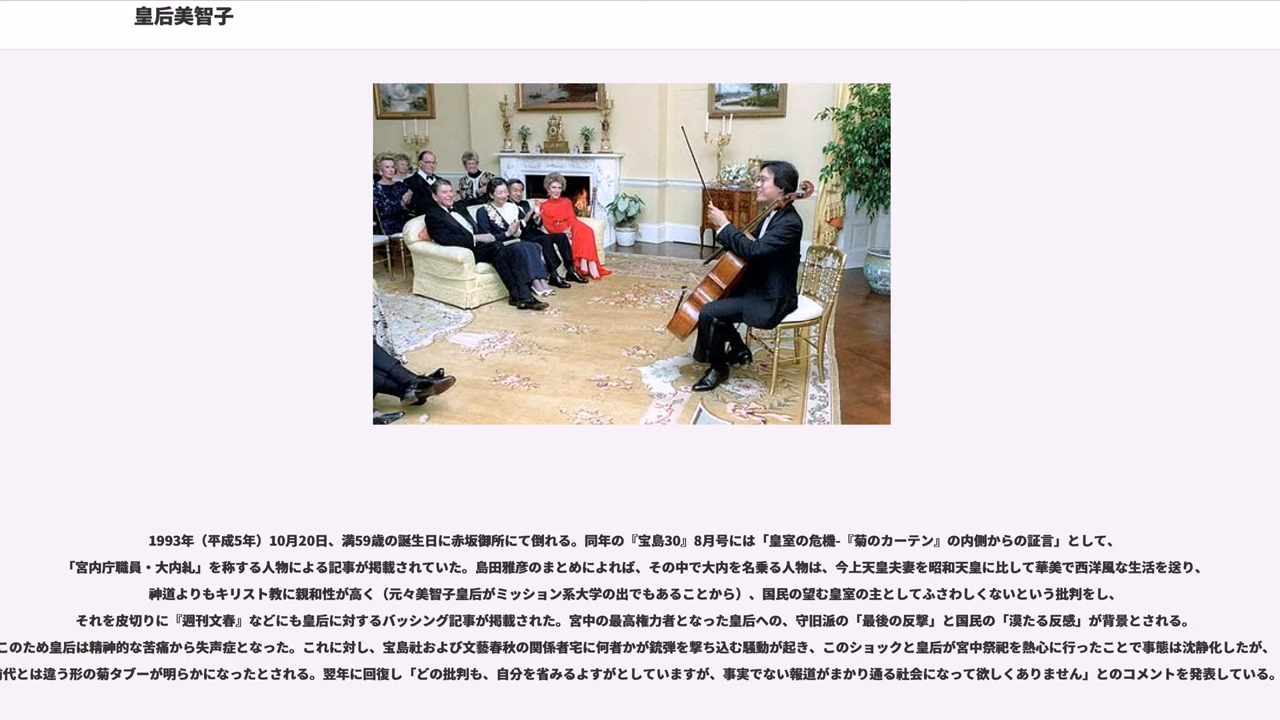 皇后美智子
1993年（平成5年）10月20日、満59歳の誕生日に赤坂御所にて倒れる。同年の『宝島30』8月号には「皇室の危機-『菊のカーテン』の内側からの証言」として、
「宮内庁職員・大内糺」を称する人物による記事が掲載されていた。島田雅彦のまとめによれば、その中で大内を名乗る人物は、今上天皇夫妻を昭和天皇に比して華美で西洋風な生活を送り、
神道よりもキリスト教に親和性が高く（元々美智子皇后がミッション系大学の出でもあることから）、国民の望む皇室の主としてふさわしくないという批判をし、
それを皮切りに『週刊文春』などにも皇后に対するバッシング記事が掲載された。宮中の最高権力者となった皇后への、守旧派の「最後の反撃」と国民の「漠たる反感」が背景とされる。
このため皇后は精神的な苦痛から失声症となった。これに対し、宝島社および文藝春秋の関係者宅に何者かが銃弾を撃ち込む騒動が起き、このショックと皇后が宮中祭祀を熱心に行ったことで事態は沈静化したが、
代とは違う形の菊タブーが明らかになったとされる。翌年に回復し「どの批判も、自分を省みるよすがとしていますが、事実でない報道がまかり通る社会になって欲しくありません」とのコメントを発表している。